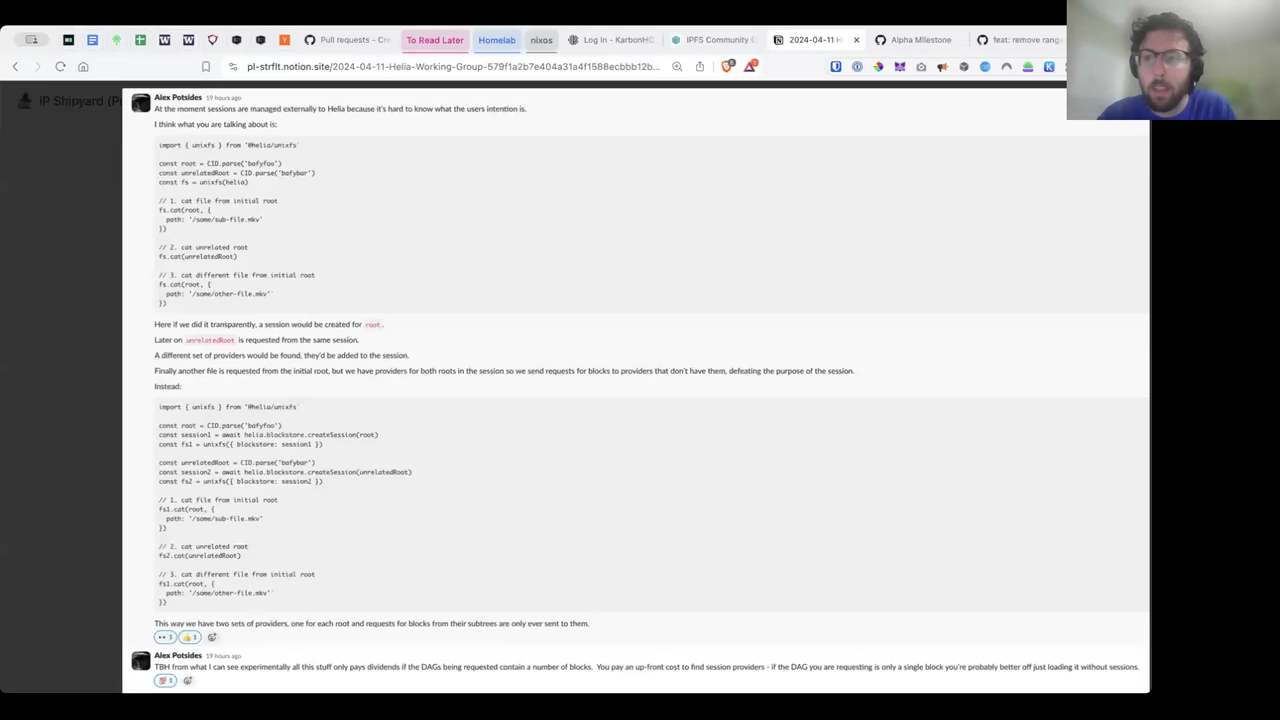 Pull requests - Cre
To Read Later
Homelab
nixos
Log In - KarbonHQ
IPFS Community C
2024-04-11 H
Alpha Milestone
feat: remove rang
pl-strflt.notion.site/2024-04-11-Helia-Working-Group-579f1a2b7e404a31a4f1588ecbbb12b...
IP Shipyard (P
Alex Potsides 19 hours ago
At the moment sessions are managed externally to Helia because it's hard to know what the users intention is.
I think what you are talking about is:
import { unixfs } from '@helia/unixfs`
const root = CID.parse('bafyfoo')
const unrelatedRoot = CID.parse('bafybar')
const fs = unixfs(helia)
// 1. cat file from initial root
fs.cat(root, {
path: '/some/sub-file.mkv'
})
// 2. cat unrelated root
fs.cat(unrelatedRoot)
// 3. cat different file from initial root
fs.cat(root, {
path: '/some/other-file.mkv'`
})
Here if we did it transparently, a session would be created for root.
Later on unrelatedRoot is requested from the same session.
A different set of providers would be found, they'd be added to the session.
Finally another file is requested from the initial root, but we have providers for both roots in the session so we send requests for blocks to providers that don't have them, defeating the purpose of the session.
Instead:
import { unixfs } from '@helia/unixfs`
const root = CID.parse('bafyfoo')
const session1 = await helia.blockstore.createSession(root)
const fs1 = unixfs({ blockstore: session1 })
const unrelatedRoot = CID.parse('bafybar')
const session2 = await helia.blockstore.createSession(unrelatedRoot)
const fs2 = unixfs({ blockstore: session2 })
// 1. cat file from initial root
fs1.cat(root, {
path: '/some/sub-file.mkv'
})
// 2. cat unrelated root
fs2.cat(unrelatedRoot)
// 3. cat different file from initial root
fs1.cat(root, {
path: '/some/other-file.mkv'`
})
This way we have two sets of providers, one for each root and requests for blocks from their subtrees are only ever sent to them.
1 1
Alex Potsides 19 hours ago
TBH from what I can see experimentally all this stuff only pays dividends if the DAGs being requested contain a number of blocks. You pay an up-front cost to find session providers - if the DAG you are requesting is only a single block you're probably better off just loading it without sessions.
1